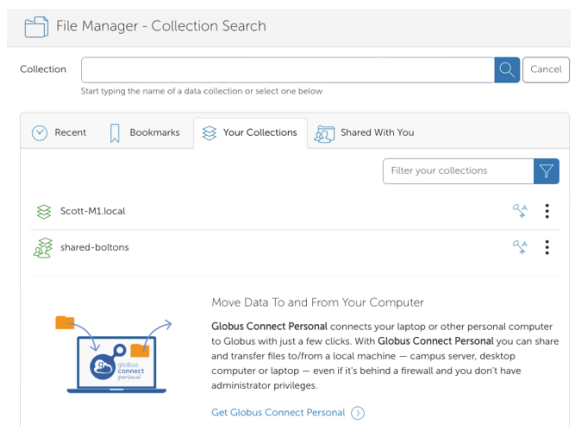 File Manager - Collection Search
Collection
Cancel
Start typing the name of a data collection or select one below
Recent
Bookmarks
Your Collections
Shared With You
Filter your collections
Scott-M1.local
shared-boltons
Move Data To and From Your Computer
Globus Connect Personal connects your laptop or other personal computer
to Globus with just a few clicks. With Globus Connect Personal you can share
and transfer files to/from a local machine — campus server, desktop
computer or laptop — even if it's behind a firewall and you don't have
administrator privileges.
globus
connect
personal
Get Globus Connect Personal